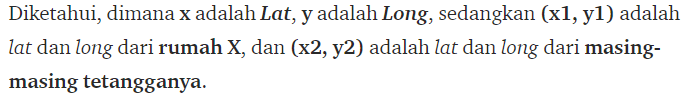 Diketahui, dimana x adalah Lat, y adalah Long, sedangkan (x1, y1) adalah
lat dan long dari rumah X, dan (x2, y2) adalah lat dan long dari masing-
masing tetangganya.